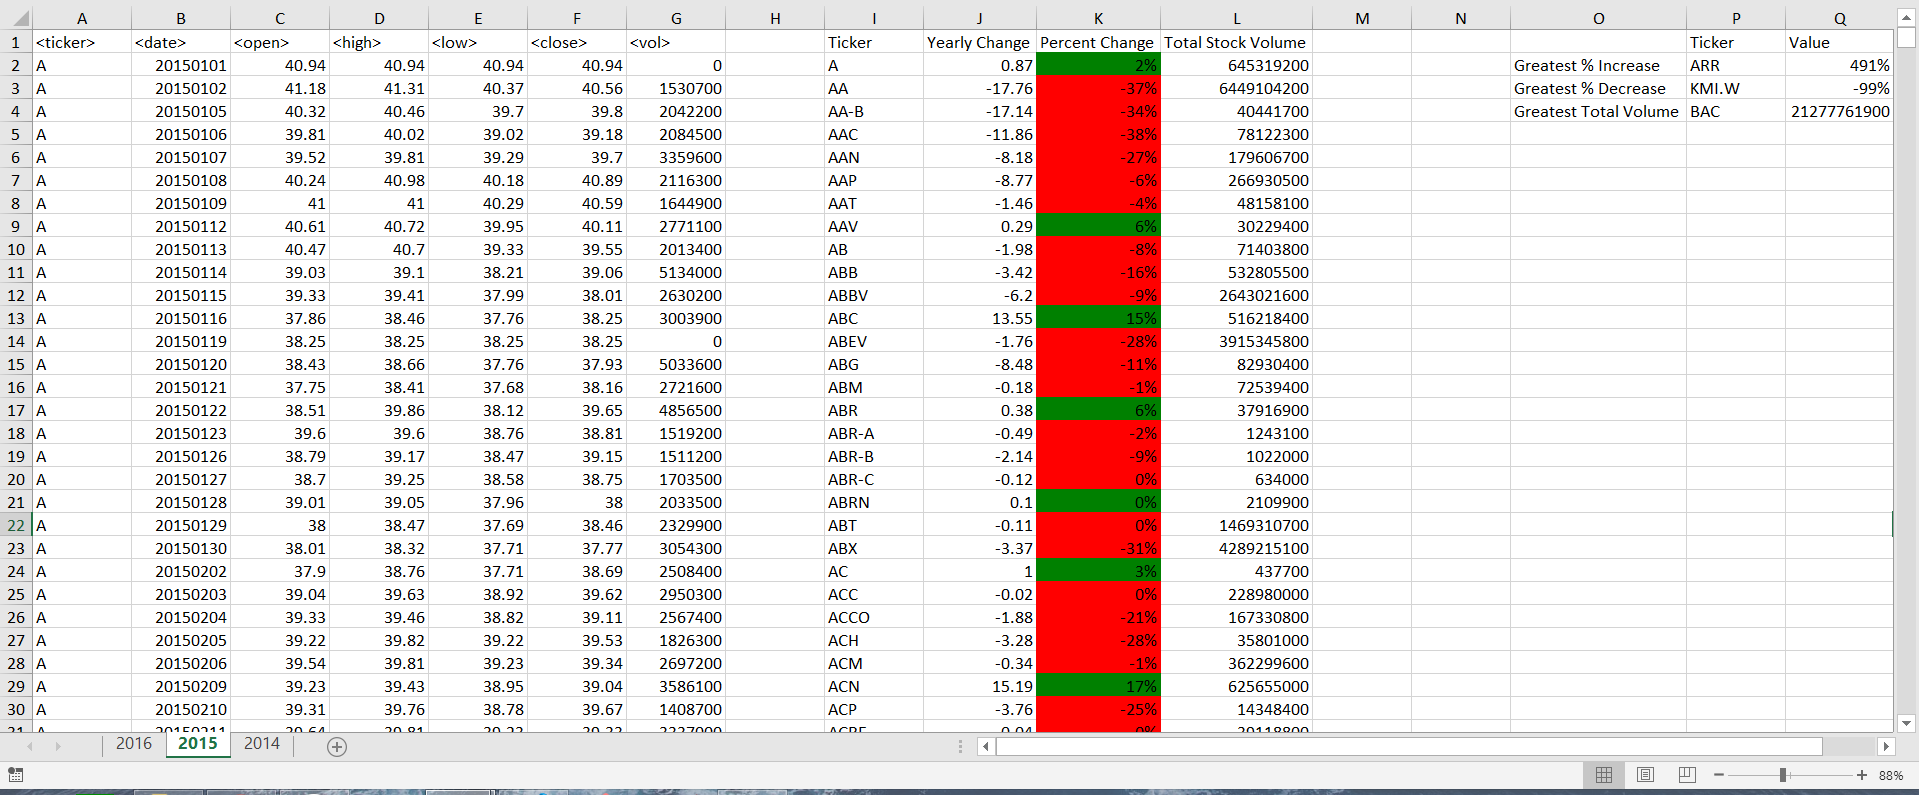 A B C D E F G H I J K L M N O P Q
1 <ticker> <date> <open> <high> <low> <close> <vol> Ticker Yearly Change Percent Change Total Stock Volume Ticker Value
2 A 20150101 40.94 40.94 40.94 40.94 0 A 0.87 2% 645319200 Greatest % Increase ARR 491%
3 A 20150102 41.18 41.31 40.37 40.56 1530700 AA -17.76 -37% 6449104200 Greatest % Decrease KMI.W -99%
4 A 20150105 40.32 40.46 39.7 39.8 2042200 AA-B -17.14 -34% 40441700 Greatest Total Volume BAC 21277761900
5 A 20150106 39.81 40.02 39.02 39.18 2084500 AAC -11.86 -38% 78122300
6 A 20150107 39.52 39.81 39.29 39.7 3359600 AAN -8.18 -27% 179606700
7 A 20150108 40.24 40.98 40.18 40.89 2116300 AAP -8.77 -6% 266930500
8 A 20150109 41 41 40.29 40.59 1644900 AAT -1.46 -4% 48158100
9 A 20150112 40.61 40.72 39.95 40.11 2771100 AAV 0.29 6% 30229400
10 A 20150113 40.47 40.7 39.33 39.55 2013400 AB -1.98 -8% 71403800
11 A 20150114 39.03 39.1 38.21 39.06 5134000 ABB -3.42 -16% 532805500
12 A 20150115 39.33 39.41 37.99 38.01 2630200 ABBV -6.2 -9% 2643021600
13 A 20150116 37.86 38.46 37.76 38.25 3003900 ABC 13.55 15% 516218400
14 A 20150119 38.25 38.25 38.25 38.25 0 ABEV -1.76 -28% 3915345800
15 A 20150120 38.43 38.66 37.76 37.93 5033600 ABG -8.48 -11% 82930400
16 A 20150121 37.75 38.41 37.68 38.16 2721600 ABM -0.18 -1% 72539400
17 A 20150122 38.51 39.86 38.12 39.65 4856500 ABR 0.38 6% 37916900
18 A 20150123 39.6 39.6 38.76 38.81 1519200 ABR-A -0.49 -2% 1243100
19 A 20150126 38.79 39.17 38.47 39.15 1511200 ABR-B -2.14 -9% 1022000
20 A 20150127 38.7 39.25 38.58 38.75 1703500 ABR-C -0.12 0% 634000
21 A 20150128 39.01 39.05 37.96 38 2033500 ABRN 0.1 0% 2109900
22 A 20150129 38 38.47 37.69 38.46 2329900 ABT -0.11 0% 1469310700
23 A 20150130 38.01 38.32 37.71 37.77 3054300 ABX -3.37 -31% 4289215100
24 A 20150202 37.9 38.76 37.71 38.69 2508400 AC 1 3% 437700
25 A 20150203 39.04 39.63 38.92 39.62 2950300 ACC -0.02 0% 228980000
26 A 20150204 39.33 39.46 38.82 39.11 2567400 ACCO -1.88 -21% 167330800
27 A 20150205 39.22 39.82 39.22 39.53 1826300 ACH -3.28 -28% 35801000
28 A 20150206 39.54 39.81 39.23 39.34 2697200 ACM -0.34 -1% 362299600
29 A 20150209 39.23 39.43 38.95 39.04 3586100 ACN 15.19 17% 625655000
30 A 20150210 39.31 39.76 38.78 39.67 1408700 ACP -3.76 -25% 14348400
2016 2015 2014
88%